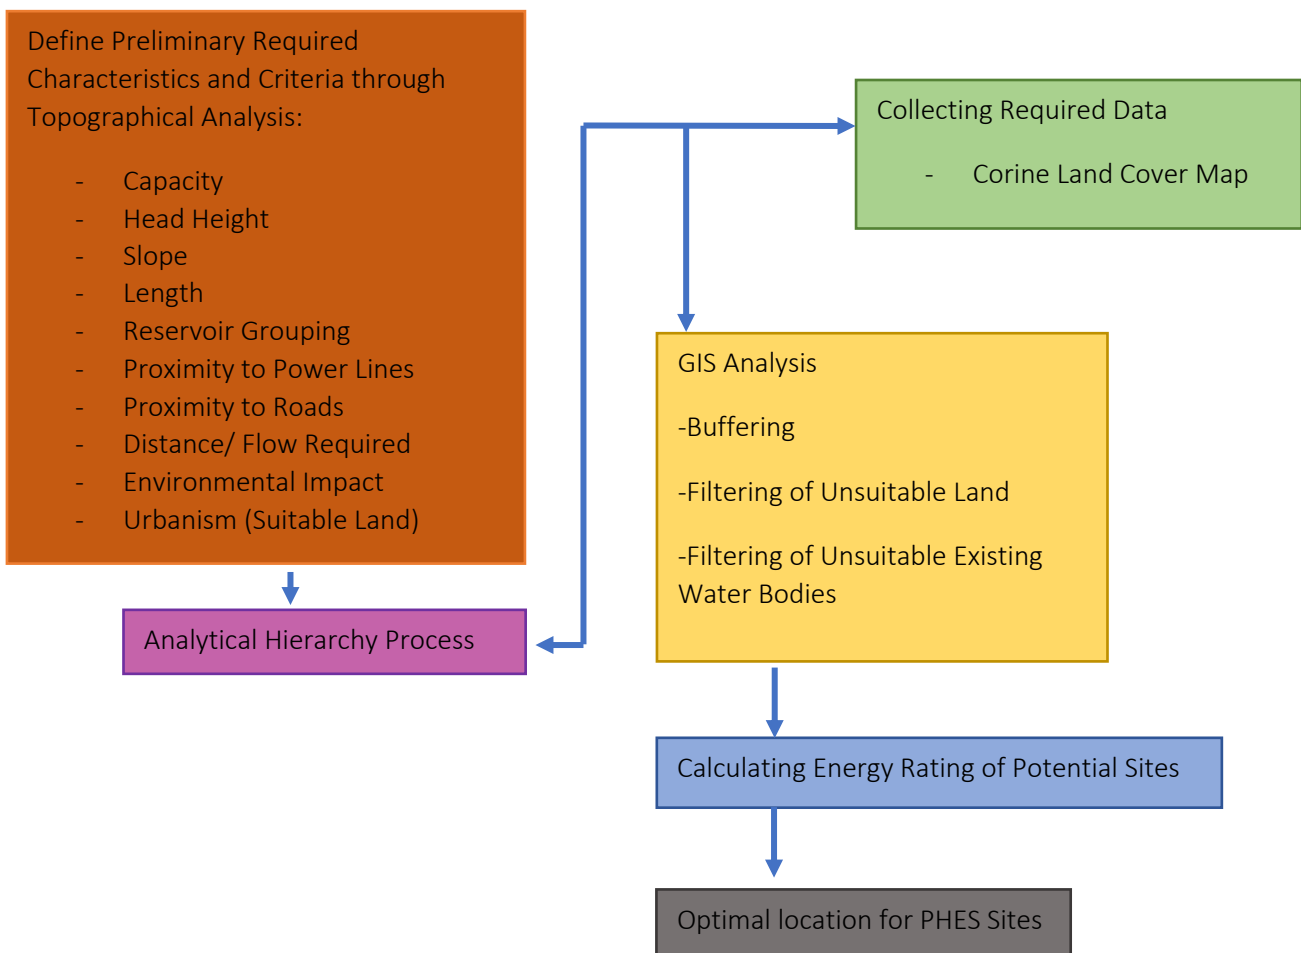 Define Preliminary Required
Characteristics and Criteria through
Topographical Analysis:
- Capacity
- Head Height
- Slope
- Length
- Reservoir Grouping
- Proximity to Power Lines
- Proximity to Roads
- Distance/ Flow Required
- Environmental Impact
- Urbanism (Suitable Land)
Analytical Hierarchy Process
Collecting Required Data
- Corine Land Cover Map
GIS Analysis
-Buffering
-Filtering of Unsuitable Land
-Filtering of Unsuitable Existing
Water Bodies
Calculating Energy Rating of Potential Sites
Optimal location for PHES Sites